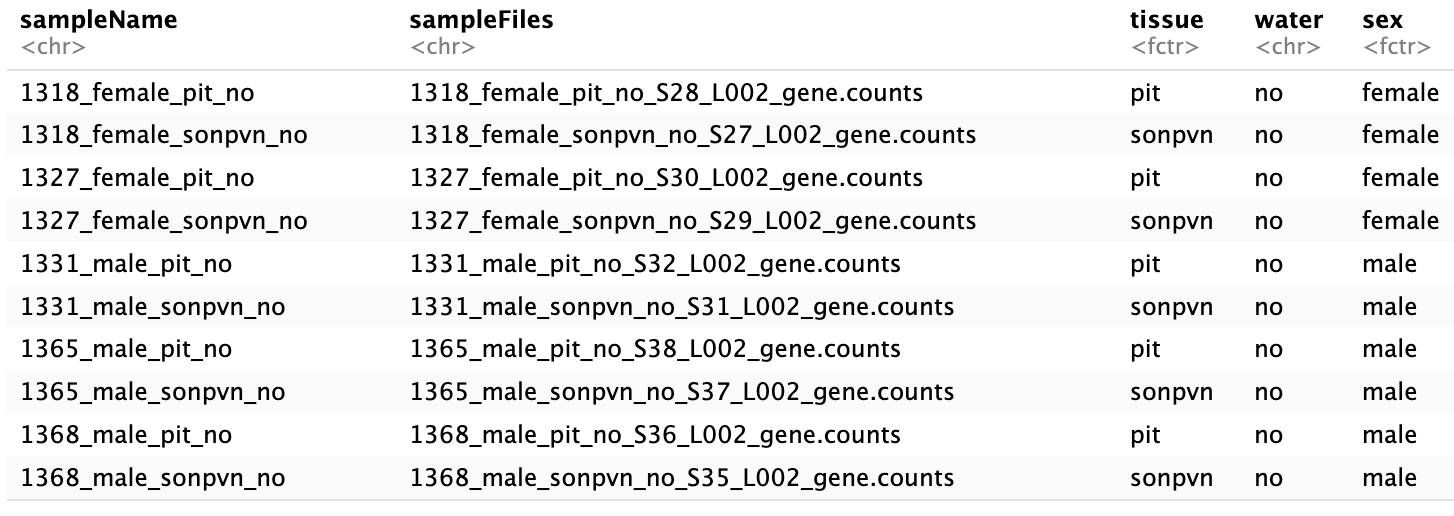 sampleName sampleFiles tissue water sex
<chr> <chr> <fctr> <chr> <fctr>
1318_female_pit_no 1318_female_pit_no_S28_L002_gene.counts pit no female
1318_female_sonpvn_no 1318_female_sonpvn_no_S27_L002_gene.counts sonpvn no female
1327_female_pit_no 1327_female_pit_no_S30_L002_gene.counts pit no female
1327_female_sonpvn_no 1327_female_sonpvn_no_S29_L002_gene.counts sonpvn no female
1331_male_pit_no 1331_male_pit_no_S32_L002_gene.counts pit no male
1331_male_sonpvn_no 1331_male_sonpvn_no_S31_L002_gene.counts sonpvn no male
1365_male_pit_no 1365_male_pit_no_S38_L002_gene.counts pit no male
1365_male_sonpvn_no 1365_male_sonpvn_no_S37_L002_gene.counts sonpvn no male
1368_male_pit_no 1368_male_pit_no_S36_L002_gene.counts pit no male
1368_male_sonpvn_no 1368_male_sonpvn_no_S35_L002_gene.counts sonpvn no male